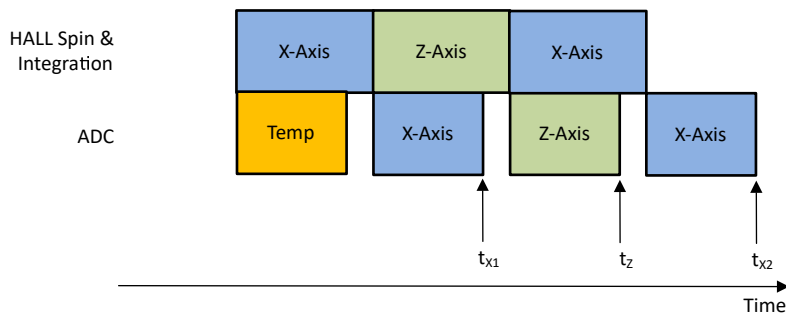 HALL Spin &
Integration
X-Axis
Z-Axis
X-Axis
ADC
Temp
X-Axis
Z-Axis
X-Axis
tX1
tZ
tX2
Time